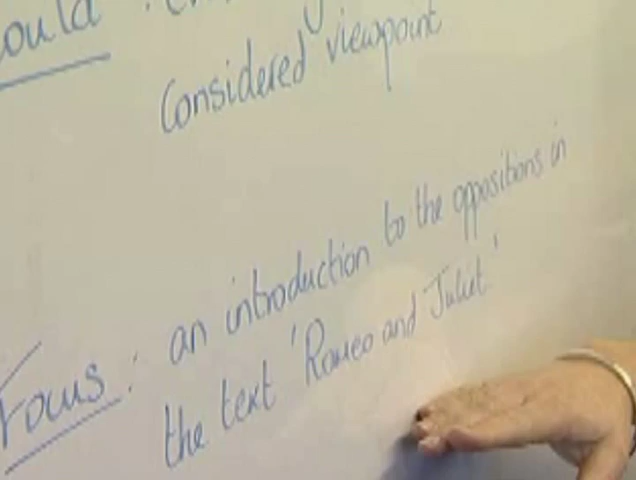 ould :
Considered viewpoint
Focus : an introduction to the oppositions in
the text 'Romeo and Juliet.'